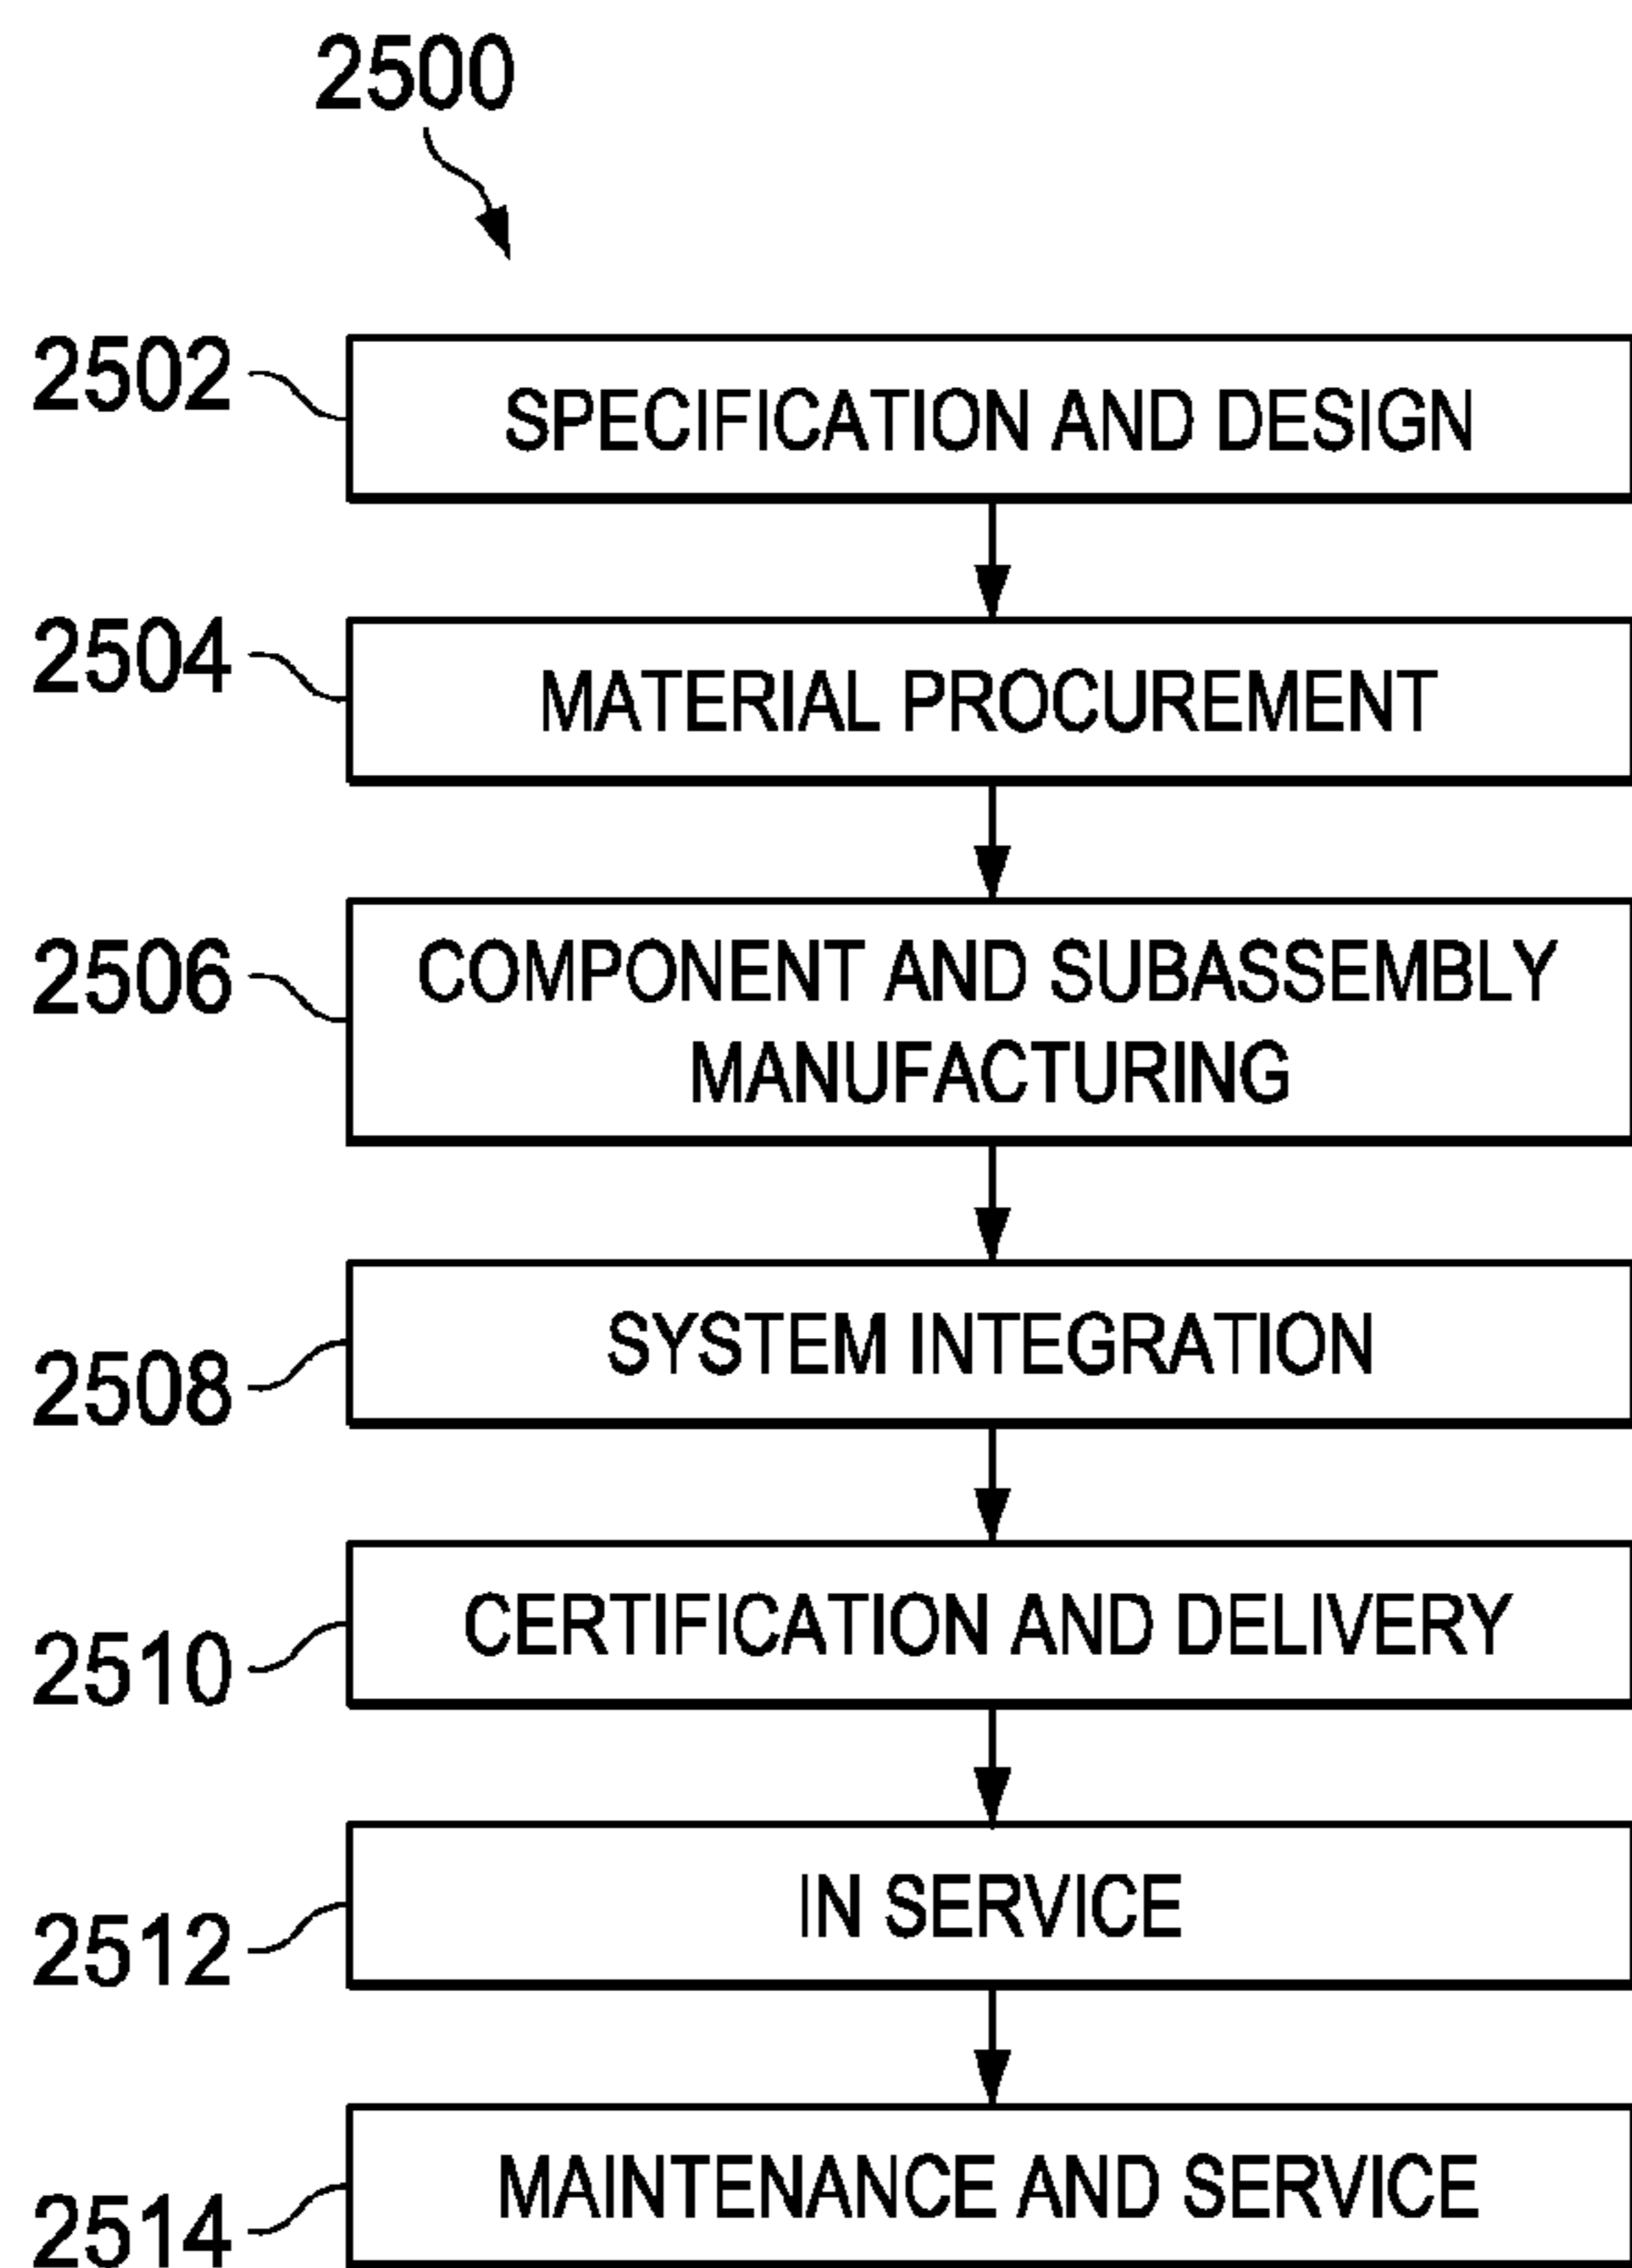 2500
2502
SPECIFICATION AND DESIGN
2504
MATERIAL PROCUREMENT
2506
COMPONENT AND SUBASSEMBLY
MANUFACTURING
2508
SYSTEM INTEGRATION
2510
CERTIFICATION AND DELIVERY
2512
IN SERVICE
2514
MAINTENANCE AND SERVICE